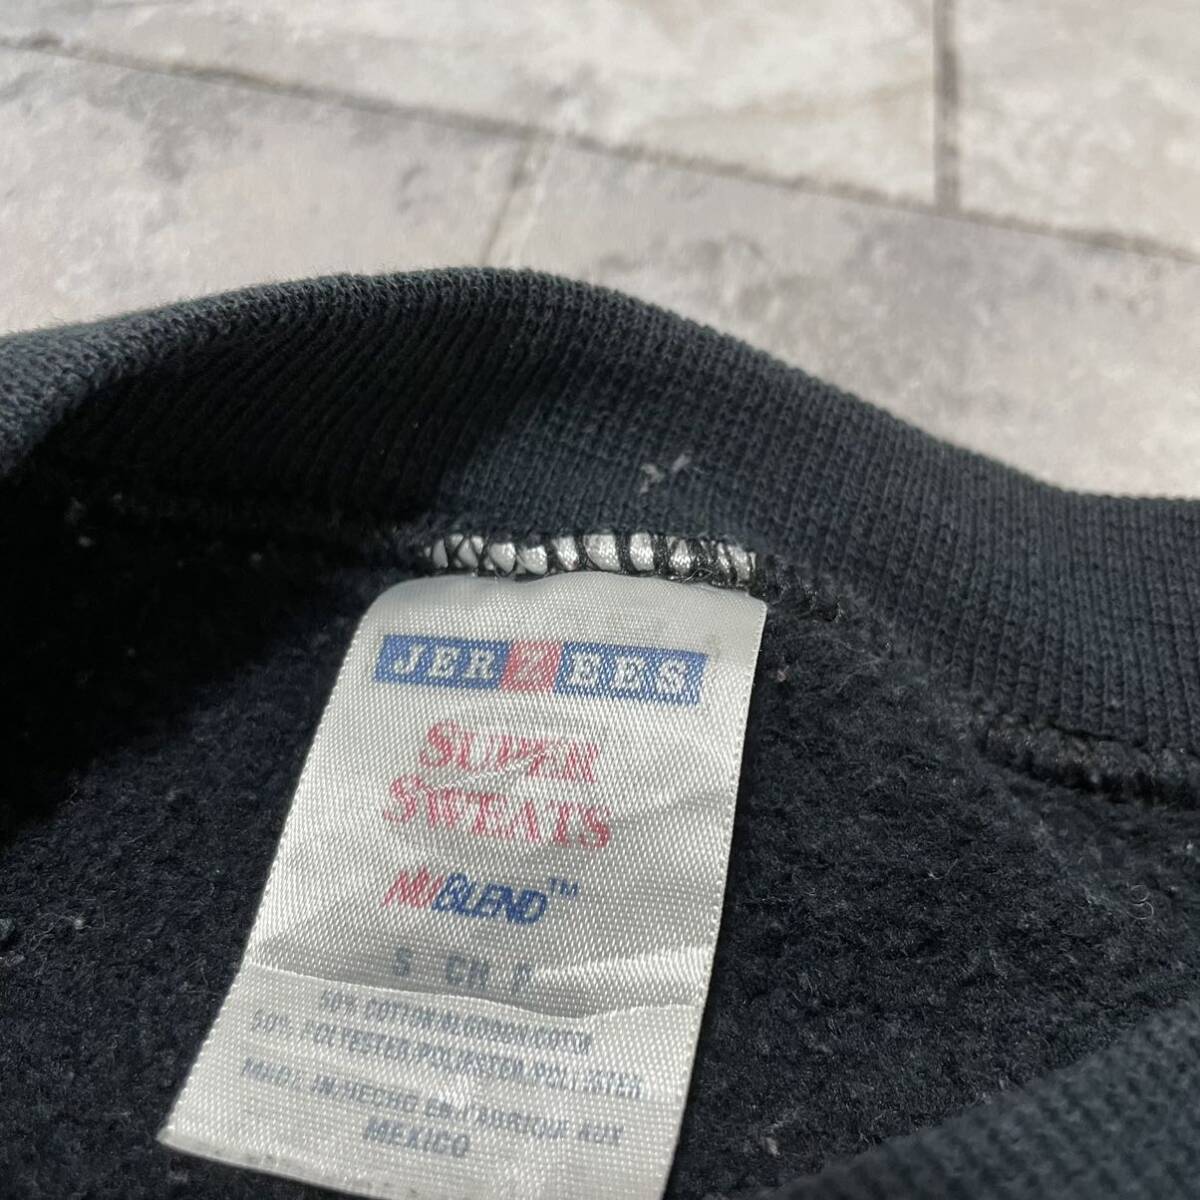 JERZEES
SUPER
SWEATS
NUBLEND™
S CH P
50% COTTON/ALGODON/COTON
50% POLYESTER/POLIESTER/POLYESTER
MADE IN/HECHO EN/FABRIQUE AUX
MEXICO